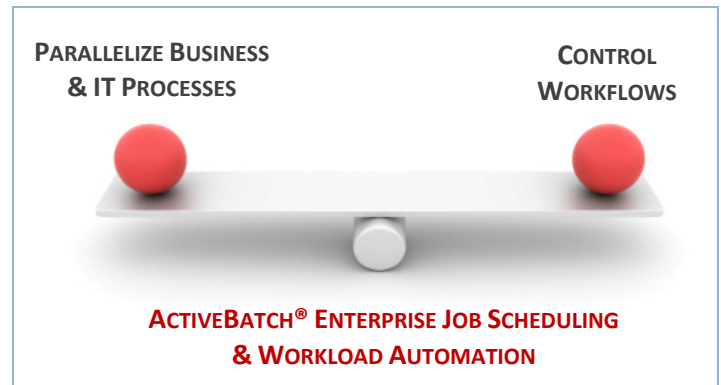 PARALLELIZE BUSINESS
& IT PROCESSES
CONTROL
WORKFLOWS
ACTIVEBATCH® ENTERPRISE JOB SCHEDULING
& WORKLOAD AUTOMATION